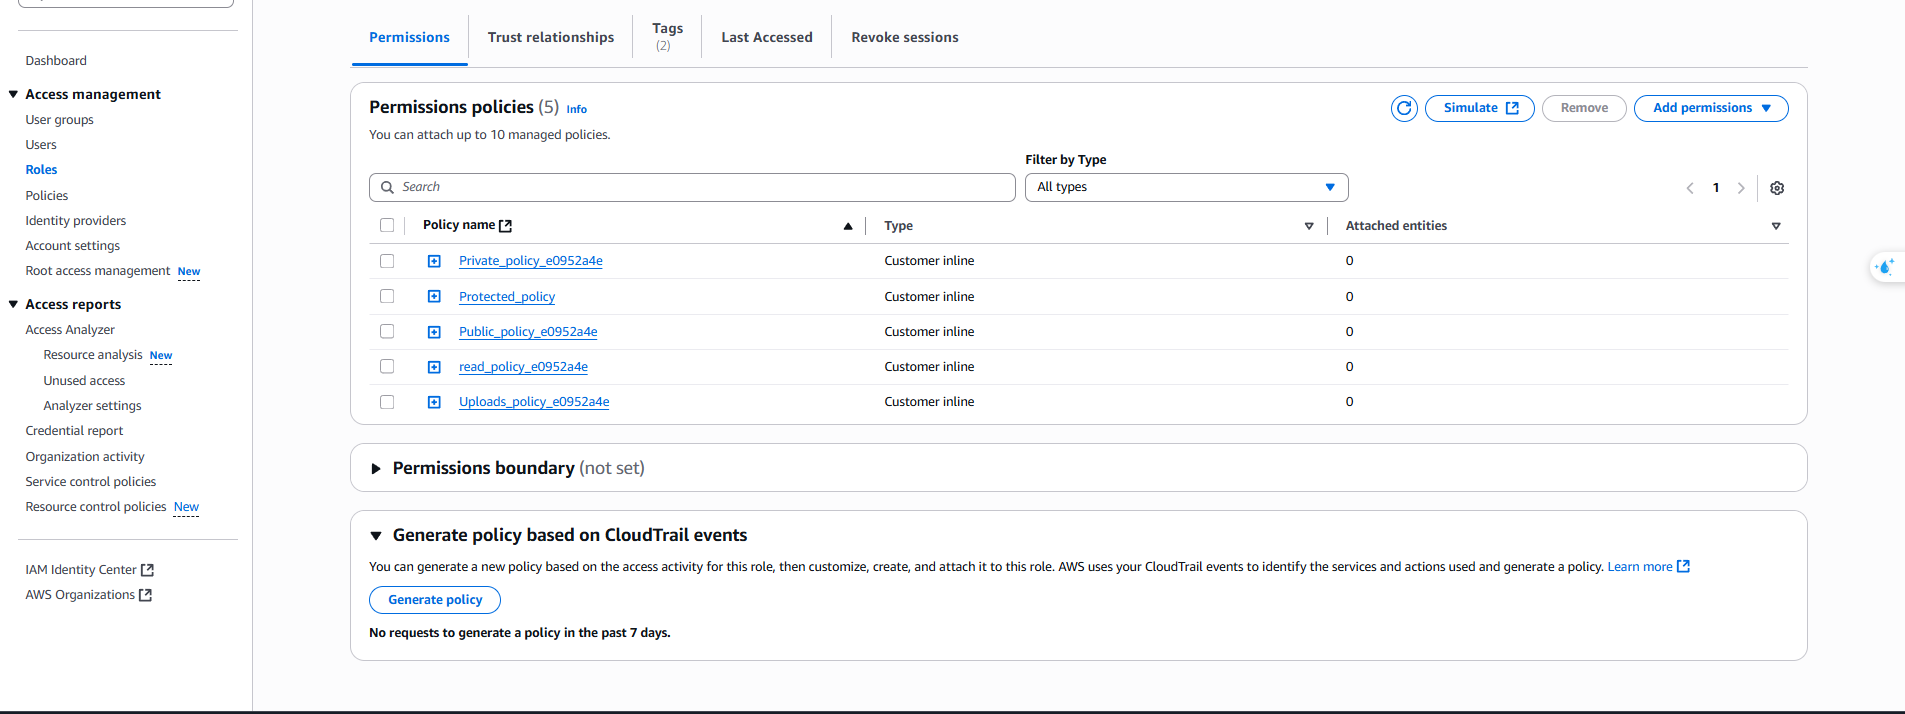 Dashboard
Access management
User groups
Users
Roles
Policies
Identity providers
Account settings
Root access management New
Access reports
Access Analyzer
Resource analysis New
Unused access
Analyzer settings
Credential report
Organization activity
Service control policies
Resource control policies New
IAM Identity Center
AWS Organizations
Permissions
Trust relationships
Tags
(2)
Last Accessed
Revoke sessions
Permissions policies (5) Info
You can attach up to 10 managed policies.
Simulate
Remove
Add permissions
Filter by Type
Search
All types
1
Policy name Type Attached entities
Private_policy_e0952a4e Customer inline 0
Protected_policy Customer inline 0
Public_policy_e0952a4e Customer inline 0
read_policy_e0952a4e Customer inline 0
Uploads_policy_e0952a4e Customer inline 0
Permissions boundary (not set)
Generate policy based on CloudTrail events
You can generate a new policy based on the access activity for this role, then customize, create, and attach it to this role. AWS uses your CloudTrail events to identify the services and actions used and generate a policy. Learn more
Generate policy
No requests to generate a policy in the past 7 days.